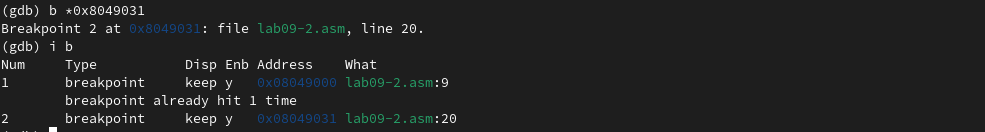 (gdb) b *0x8049031
Breakpoint 2 at 0x8049031: file lab09-2.asm, line 20.
(gdb) i b
Num     Type           Disp Enb Address    What
1       breakpoint     keep y   0x08049000 lab09-2.asm:9
        breakpoint already hit 1 time
2       breakpoint     keep y   0x08049031 lab09-2.asm:20